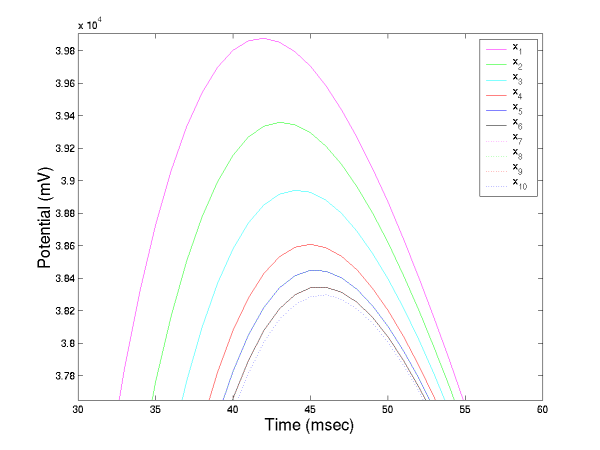 x 10⁴
3.98
3.96
3.94
3.92
3.9
3.88
3.86
3.84
3.82
3.8
3.78
Potential (mV)
30 35 40 45 50 55 60
Time (msec)
x₁
x₂
x₃
x₄
x₅
x₆
x₇
x₈
x₉
x₁₀